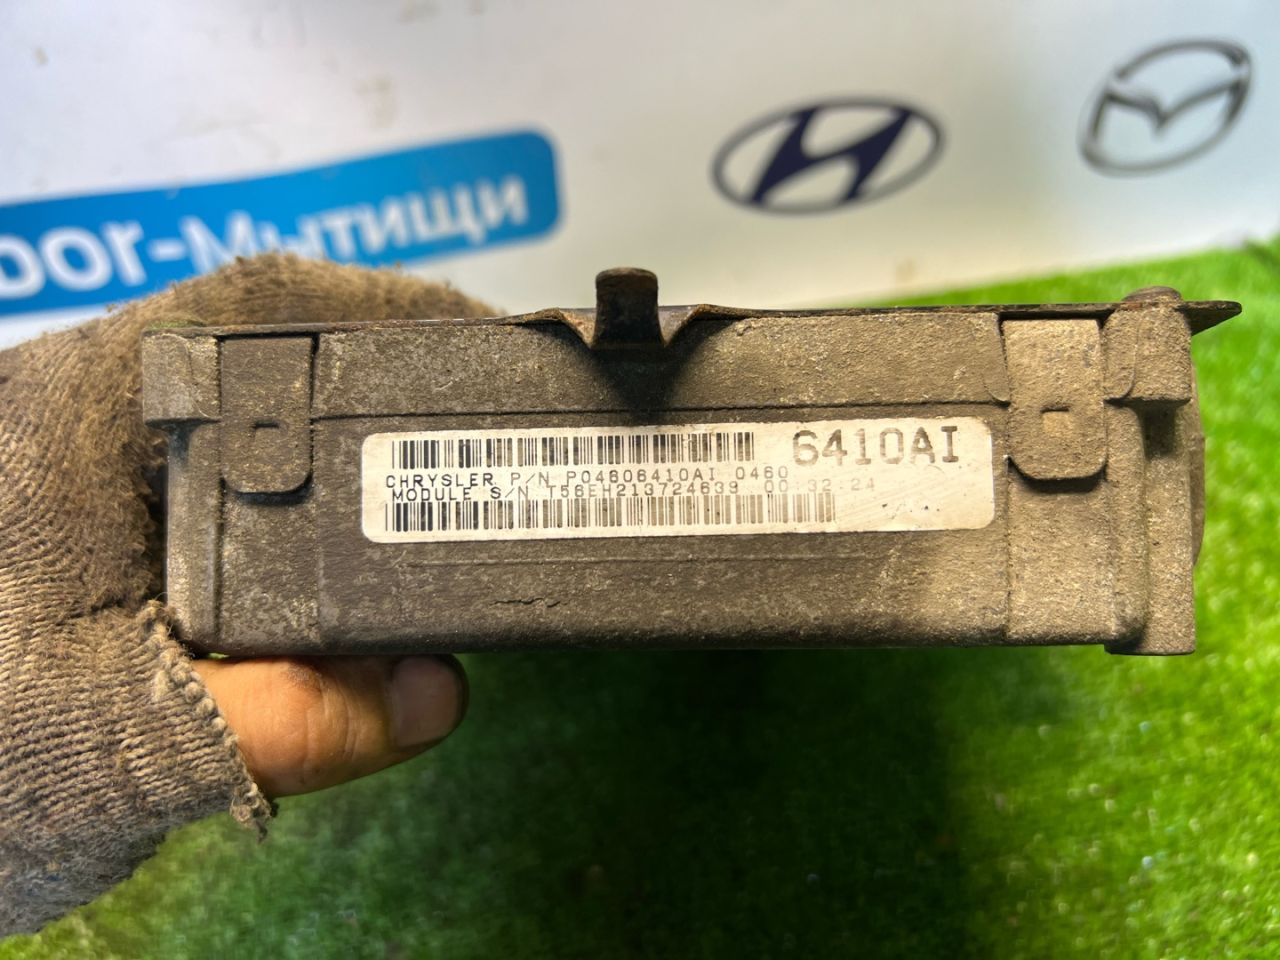 oor-Мытищи
6410AI
CHRYSLER P/N P04606410AI 0460
MODULE S/N T56EH213724639 00:32:24